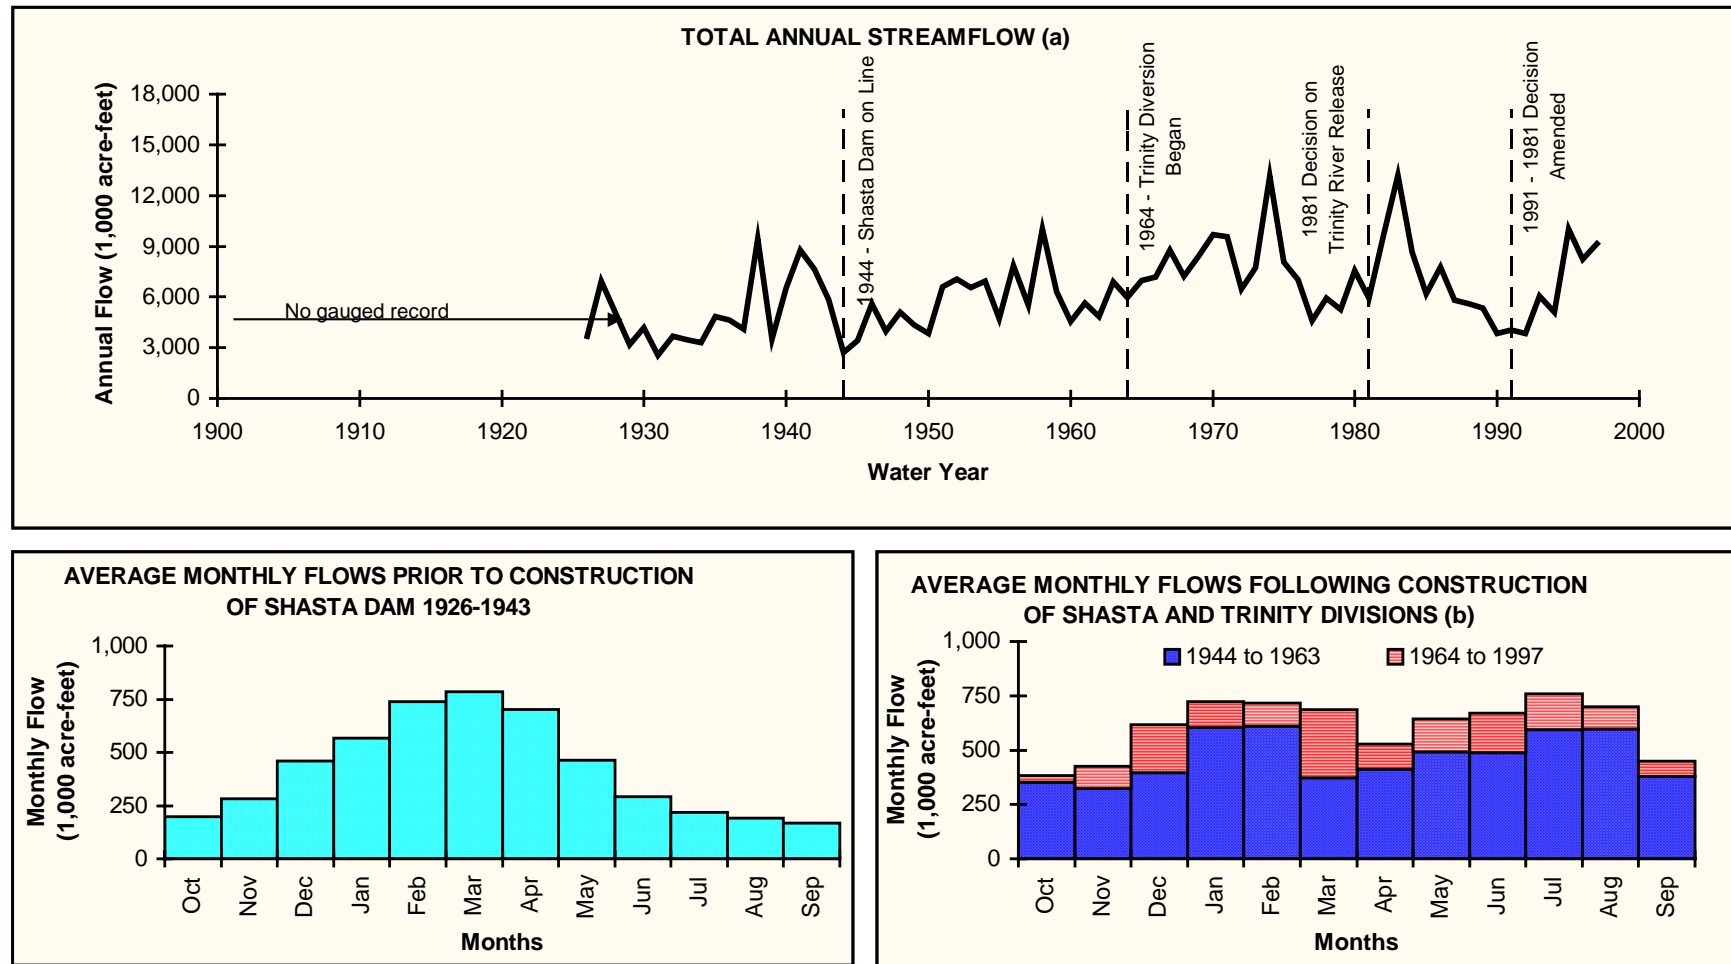 TOTAL ANNUAL STREAMFLOW (a)
Annual Flow (1,000 acre-feet)
18,000
15,000
12,000
9,000
6,000
3,000
0
No gauged record
1944 - Shasta Dam on Line
1964 - Trinity Diversion
Began
1981 Decision on
Trinity River Release
1991 - 1981 Decision
Amended
1900 1910 1920 1930 1940 1950 1960 1970 1980 1990 2000
Water Year
AVERAGE MONTHLY FLOWS PRIOR TO CONSTRUCTION
OF SHASTA DAM 1926-1943
Monthly Flow
(1,000 acre-feet)
1,000
750
500
250
0
Oct Nov Dec Jan Feb Mar Apr May Jun Jul Aug Sep
Months
AVERAGE MONTHLY FLOWS FOLLOWING CONSTRUCTION
OF SHASTA AND TRINITY DIVISIONS (b)
1944 to 1963 1964 to 1997
Monthly Flow
(1,000 acre-feet)
1,000
750
500
250
0
Oct Nov Dec Jan Feb Mar Apr May Jun Jul Aug Sep
Months